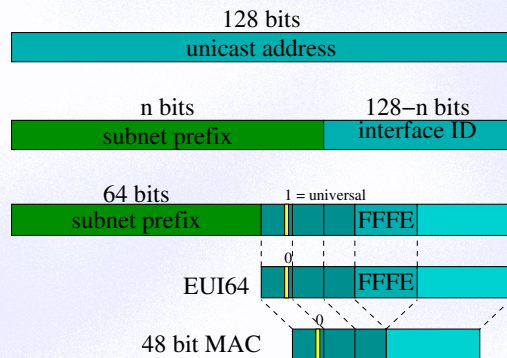 128 bits
unicast address
n bits 128−n bits
subnet prefix interface ID
64 bits 1 = universal
subnet prefix FFFE
0
EUI64 FFFE
0
48 bit MAC